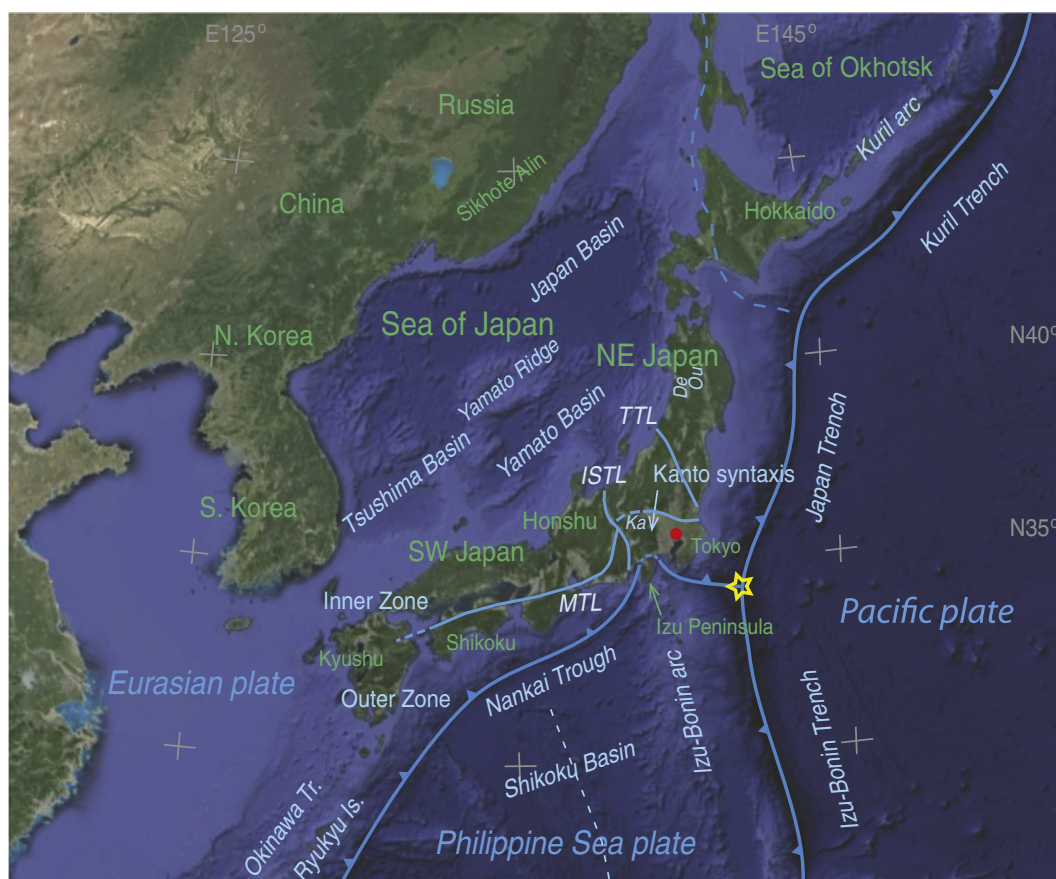 E125°
E145°
Sea of Okhotsk
Russia
Kuril arc
Sikhote Alin
China
Hokkaido
Kuril Trench
Japan Basin
Sea of Japan
N. Korea
N40°
NE Japan
Yamato Ridge
De
Ou
TTL
Yamato Basin
Japan Trench
Tsushima Basin
ISTL
Kanto syntaxis
S. Korea
Honshu
Ka
N35°
Tokyo
SW Japan
Inner Zone
MTL
Pacific plate
Izu Peninsula
Shikoku
Kyushu
Eurasian plate
Outer Zone
Nankai Trough
Izu-Bonin arc
Izu-Bonin Trench
Shikoku Basin
Okinawa Tr.
Ryukyu Is.
Philippine Sea plate